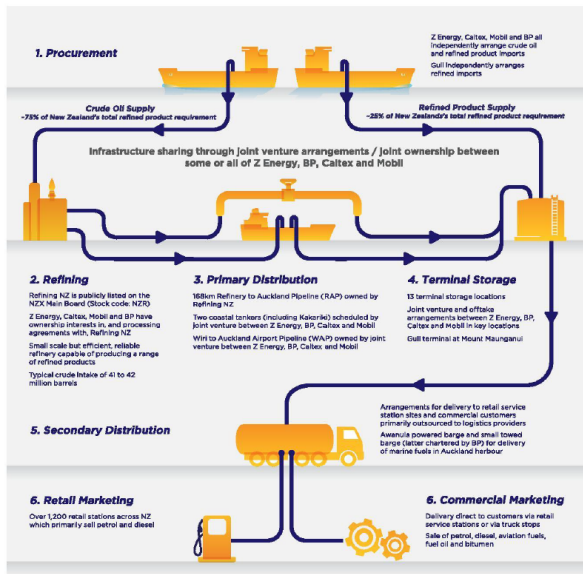 1. Procurement
Z Energy, Caltex, Mobil and BP all
independently arrange crude oil
and refined product imports
Gull independently arranges
refined imports
Crude Oil Supply
~75% of New Zealand's total refined product requirement
Refined Product Supply
~25% of New Zealand's total refined product requirement
Infrastructure sharing through joint venture arrangements / joint ownership between
some or all of Z Energy, BP, Caltex and Mobil
2. Refining
Refining NZ is publicly listed on the
NZX Main Board (Stock code: NZR)
Z Energy, Caltex, Mobil and BP have
ownership interests in, and processing
agreements with, Refining NZ
Small scale but efficient, reliable
refinery capable of producing a range
of refined products
Typical crude intake of 41 to 42
million barrels
3. Primary Distribution
168km Refinery to Auckland Pipeline (RAP) owned by
Refining NZ
Two coastal tankers (including Kakariki) scheduled by
joint venture between Z Energy, BP, Caltex and Mobil
Wiri to Auckland Airport Pipeline (WAP) owned by joint
venture between Z Energy, BP, Caltex and Mobil
4. Terminal Storage
13 terminal storage locations
Joint venture and offtake
arrangements between Z Energy, BP,
Caltex and Mobil in key locations
Gull terminal at Mount Maunganui
5. Secondary Distribution
Arrangements for delivery to retail service
station sites and commercial customers
primarily outsourced to logistics providers
Awanuia powered barge and small towed
barge (latter chartered by BP) for delivery
of marine fuels in Auckland harbour
6. Retail Marketing
Over 1,200 retail stations across NZ
which primarily sell petrol and diesel
6. Commercial Marketing
Delivery direct to customers via retail
service stations or via truck stops
Sale of petrol, diesel, aviation fuels,
fuel oil and bitumen